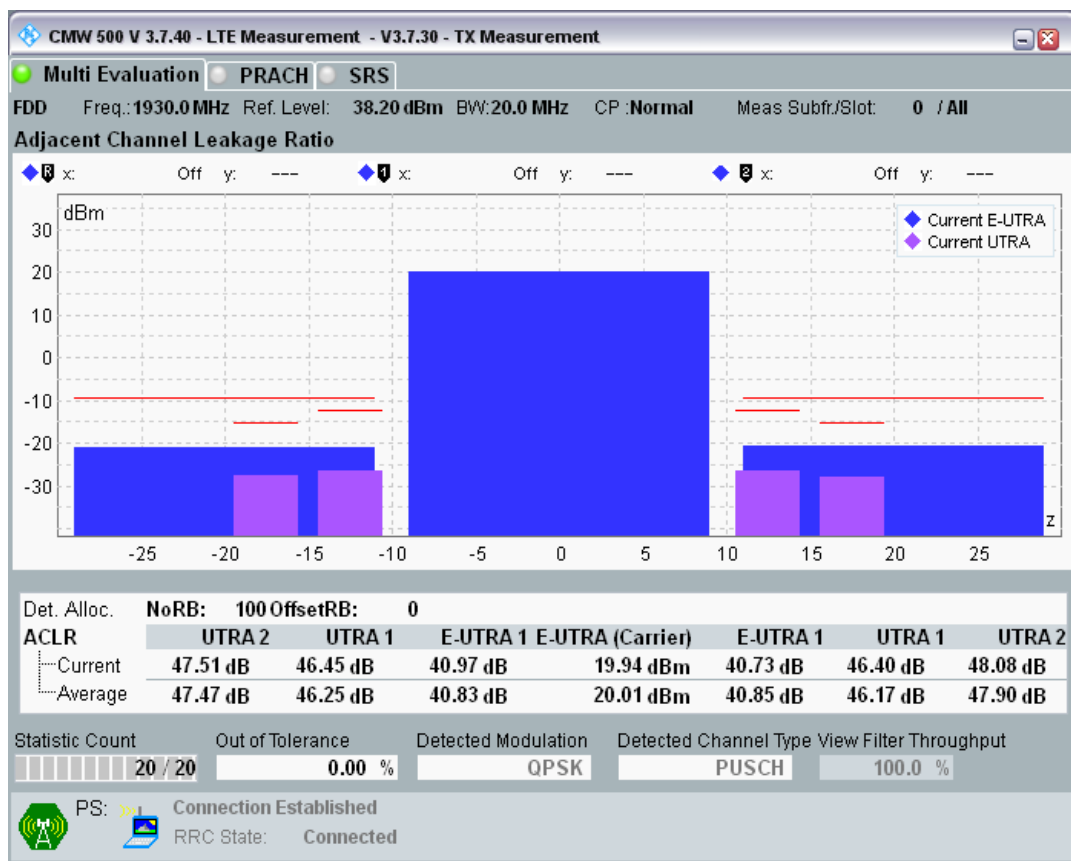 CMW 500 V 3.7.40 - LTE Measurement - V3.7.30 - TX Measurement
Multi Evaluation PRACH SRS
FDD Freq.: 1930.0 MHz Ref. Level: 38.20 dBm BW: 20.0 MHz CP : Normal Meas Subfr./Slot: 0 / All
Adjacent Channel Leakage Ratio
R x: Off y: --- 1 x: Off y: --- 2 x: Off y: ---
dBm
Current E-UTRA
Current UTRA
30
20
10
0
-10
-20
-30
z
-25 -20 -15 -10 -5 0 5 10 15 20 25
Det. Alloc. NoRB: 100 OffsetRB: 0
ACLR UTRA 2 UTRA 1 E-UTRA 1 E-UTRA (Carrier) E-UTRA 1 UTRA 1 UTRA 2
Current 47.51 dB 46.45 dB 40.97 dB 19.94 dBm 40.73 dB 46.40 dB 48.08 dB
Average 47.47 dB 46.25 dB 40.83 dB 20.01 dBm 40.85 dB 46.17 dB 47.90 dB
Statistic Count Out of Tolerance Detected Modulation Detected Channel Type View Filter Throughput
20 / 20 0.00 % QPSK PUSCH 100.0 %
PS: Connection Established
RRC State: Connected